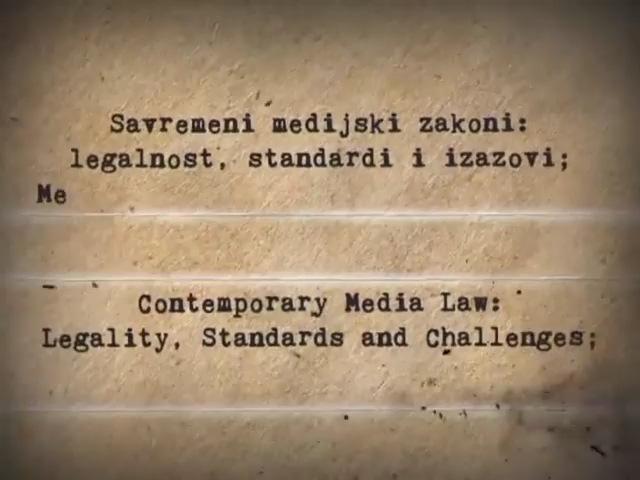 Savremeni medijski zakoni:
legalnost, standardi i izazovi;
Me
Contemporary Media Law:
Legality, Standards and Challenges;